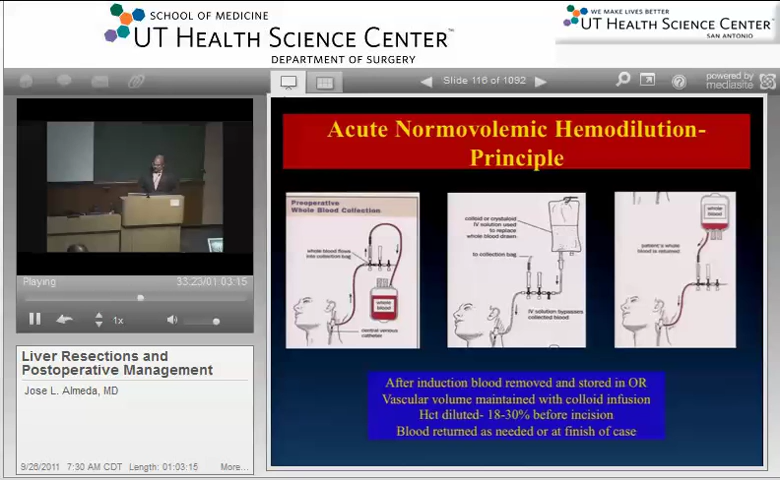 SCHOOL OF MEDICINE
UT HEALTH SCIENCE CENTER™
DEPARTMENT OF SURGERY
WE MAKE LIVES BETTER
UT HEALTH SCIENCE CENTER
SAN ANTONIO
Slide 116 of 1092
powered by
mediasite
Playing
33:23/01:03:15
1x
Liver Resections and
Postoperative Management
Jose L. Almeda, MD
9/26/2011 7:30 AM CDT Length: 01:03:15 More...
Acute Normovolemic Hemodilution-
Principle
Preoperative
Whole Blood Collection
whole blood flows
into collection bag
whole
blood
central venous
catheter
colloid or crystalloid
IV solution used
to replace
whole blood drawn
to collection bag
IV solution bypasses
collected blood
whole
blood
patient's whole
blood is returned
After induction blood removed and stored in OR
Vascular volume maintained with colloid infusion
Hct diluted- 18-30% before incision
Blood returned as needed or at finish of case